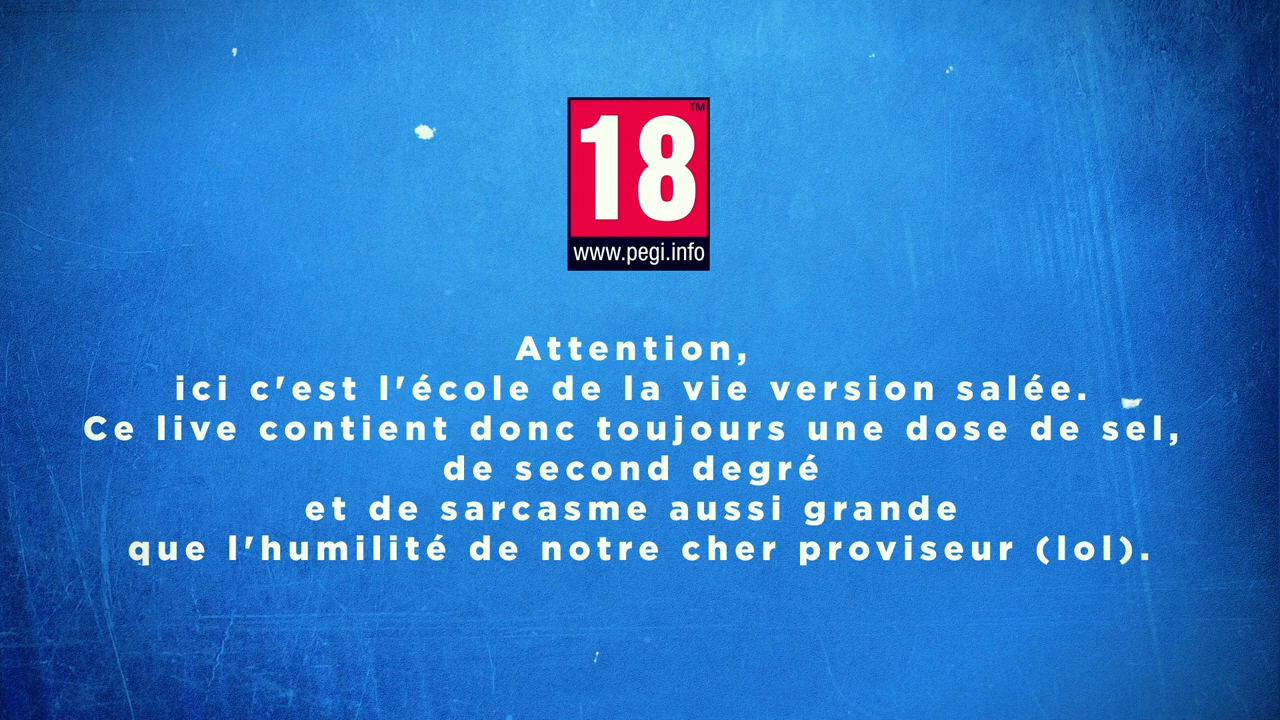 TM
18
www.pegi.info
Attention,
ici c'est l'école de la vie version salée.
Ce live contient donc toujours une dose de sel,
de second degré
et de sarcasme aussi grande
que l'humilité de notre cher proviseur (lol).